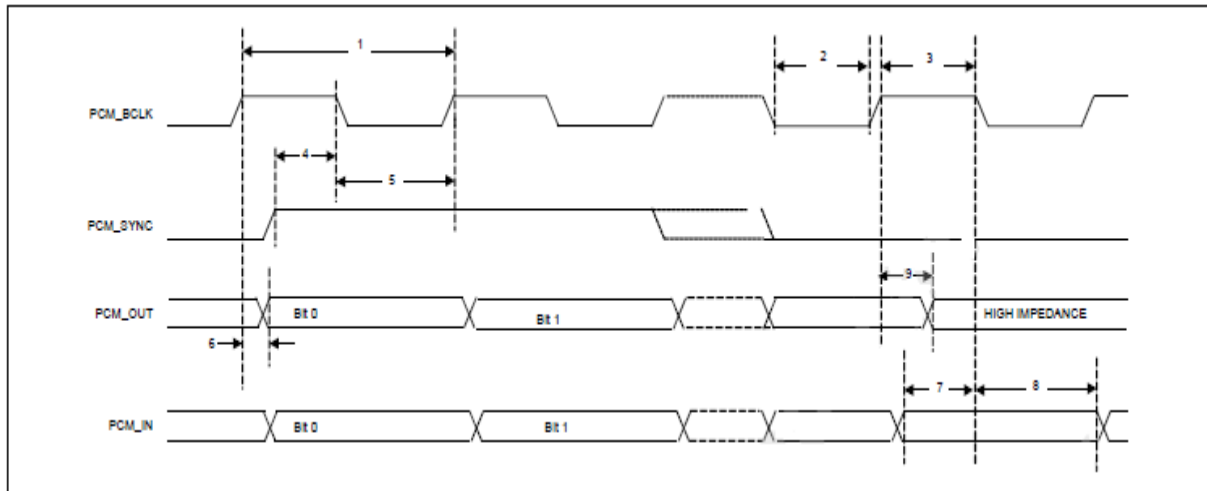 1
2
3
PCM_BCLK
4
5
PCM_SYNC
9
PCM_OUT
Bit 0
Bit 1
HIGH IMPEDANCE
6
7
8
PCM_IN
Bit 0
Bit 1